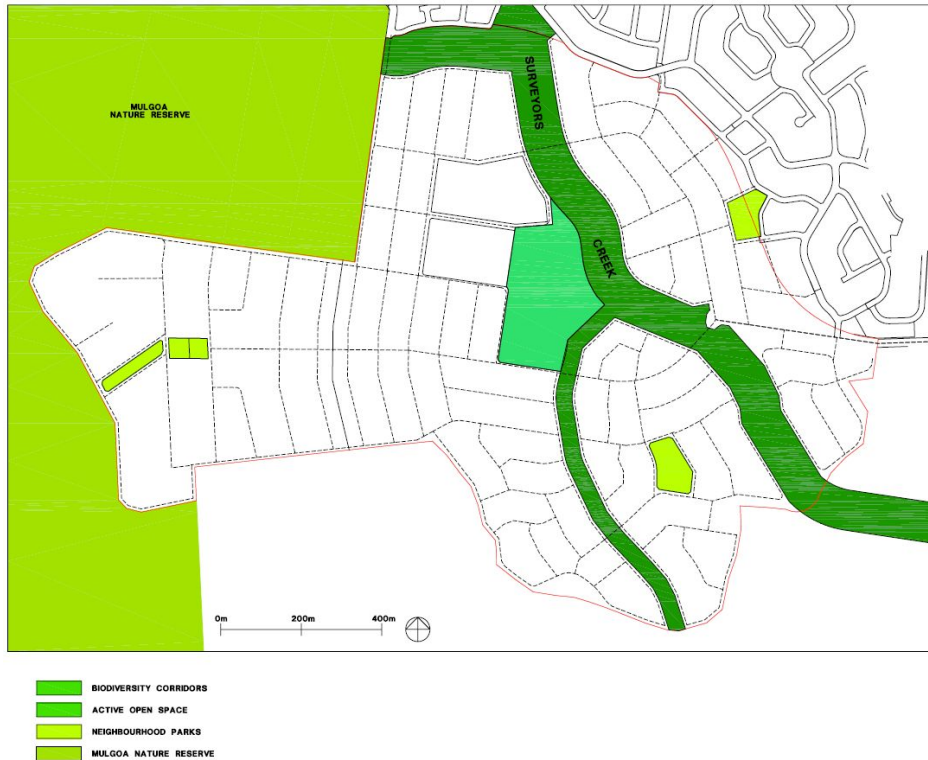 MULGOA
NATURE RESERVE
SURVEYORS
CREEK
0m 200m 400m
BIODIVERSITY CORRIDORS
ACTIVE OPEN SPACE
NEIGHBOURHOOD PARKS
MULGOA NATURE RESERVE